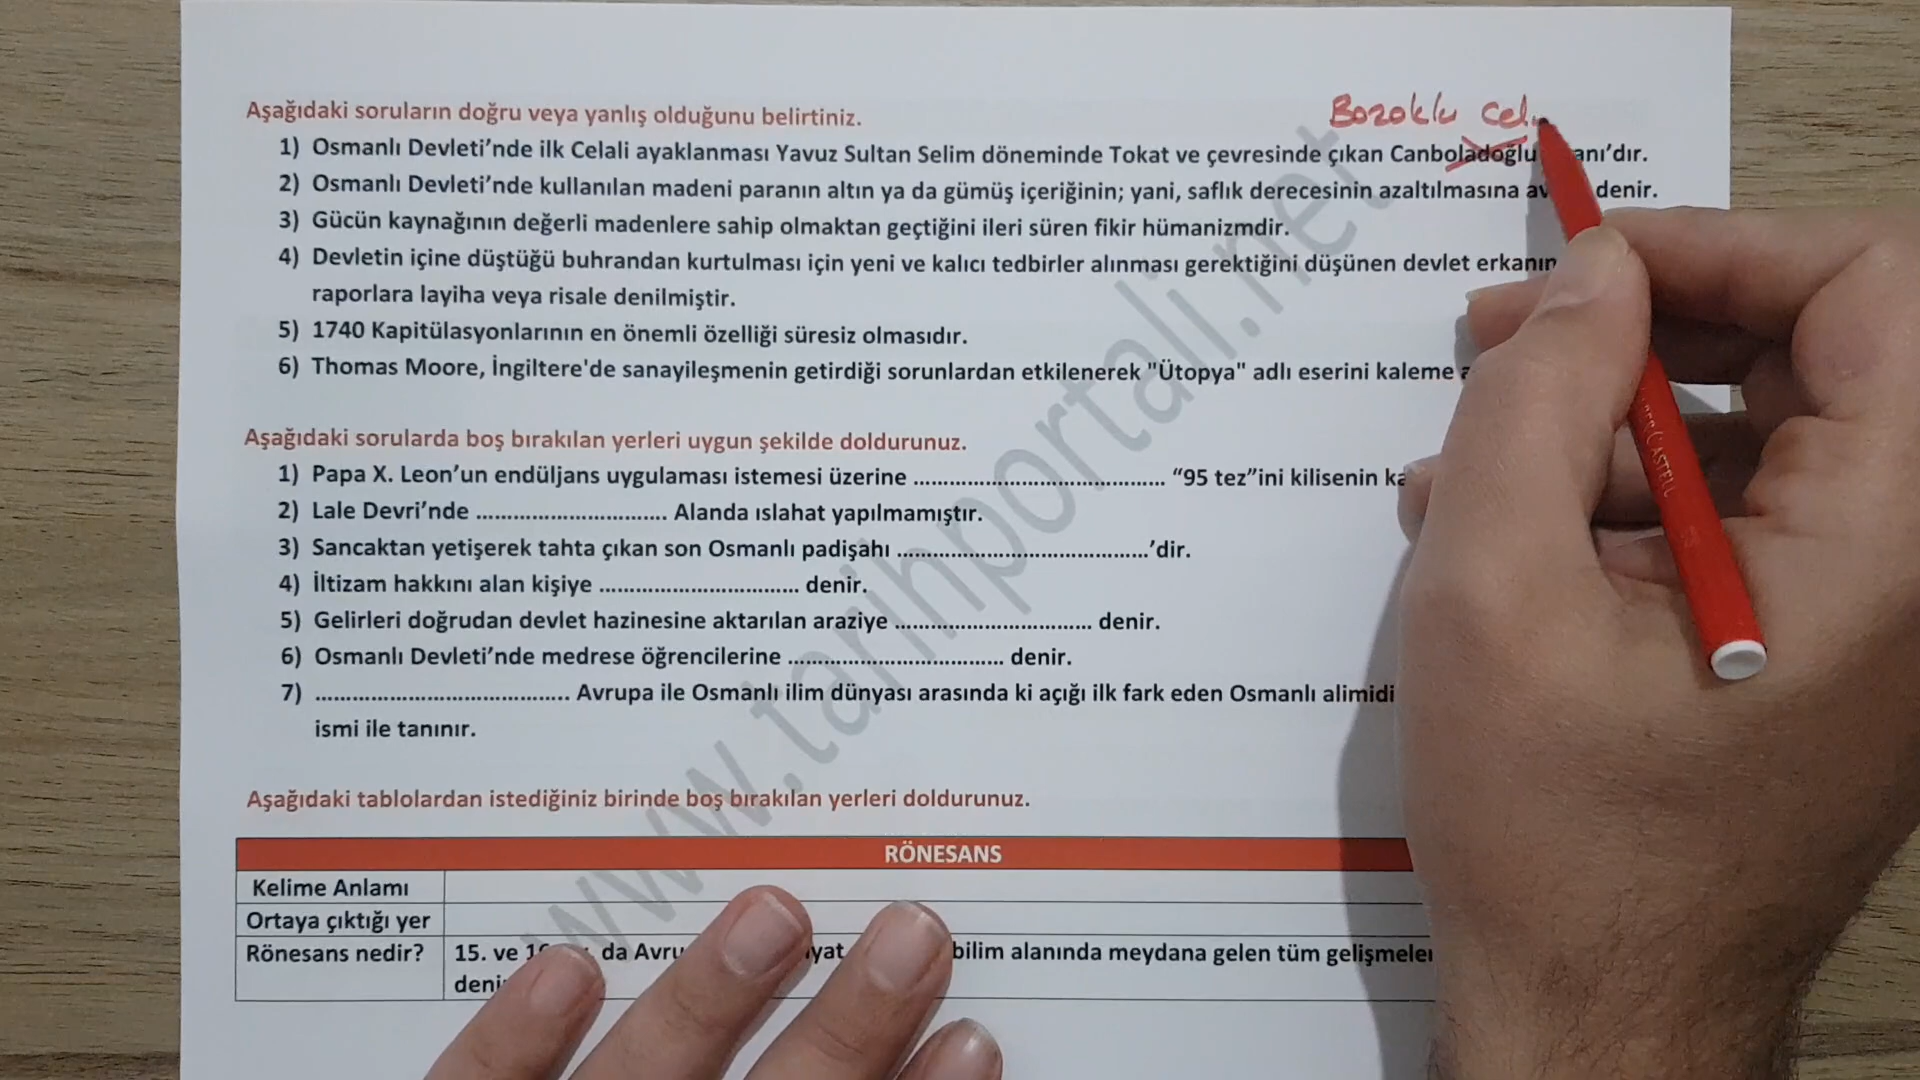 Bozoklu Cel
Aşağıdaki soruların doğru veya yanlış olduğunu belirtiniz.
1) Osmanlı Devleti’nde ilk Celali ayaklanması Yavuz Sultan Selim döneminde Tokat ve çevresinde çıkan Canboladoğlu anı’dır.
2) Osmanlı Devleti’nde kullanılan madeni paranın altın ya da gümüş içeriğinin; yani, saflık derecesinin azaltılmasına denir.
3) Gücün kaynağının değerli madenlere sahip olmaktan geçtiğini ileri süren fikir hümanizmdir.
4) Devletin içine düştüğü buhrandan kurtulması için yeni ve kalıcı tedbirler alınması gerektiğini düşünen devlet erkanın
raporlara layiha veya risale denilmiştir.
5) 1740 Kapitülasyonlarının en önemli özelliği süresiz olmasıdır.
6) Thomas Moore, İngiltere'de sanayileşmenin getirdiği sorunlardan etkilenerek "Ütopya" adlı eserini kaleme
Aşağıdaki sorularda boş bırakılan yerleri uygun şekilde doldurunuz.
1) Papa X. Leon’un endüljans uygulaması istemesi üzerine ........................................ “95 tez”ini kilisenin
2) Lale Devri’nde .............................. Alanda ıslahat yapılmamıştır.
3) Sancaktan yetişerek tahta çıkan son Osmanlı padişahı ........................................’dir.
4) İltizam hakkını alan kişiye ................................ denir.
5) Gelirleri doğrudan devlet hazinesine aktarılan araziye ............................... denir.
6) Osmanlı Devleti’nde medrese öğrencilerine .................................. denir.
7) ........................................ Avrupa ile Osmanlı ilim dünyası arasında ki açığı ilk fark eden Osmanlı alimidi
ismi ile tanınır.
Aşağıdaki tablolardan istediğiniz birinde boş bırakılan yerleri doldurunuz.
RÖNESANS
Kelime Anlamı
Ortaya çıktığı yer
Rönesans nedir? 15. ve da bilim alanında meydana gelen tüm
www.tarihportali.net